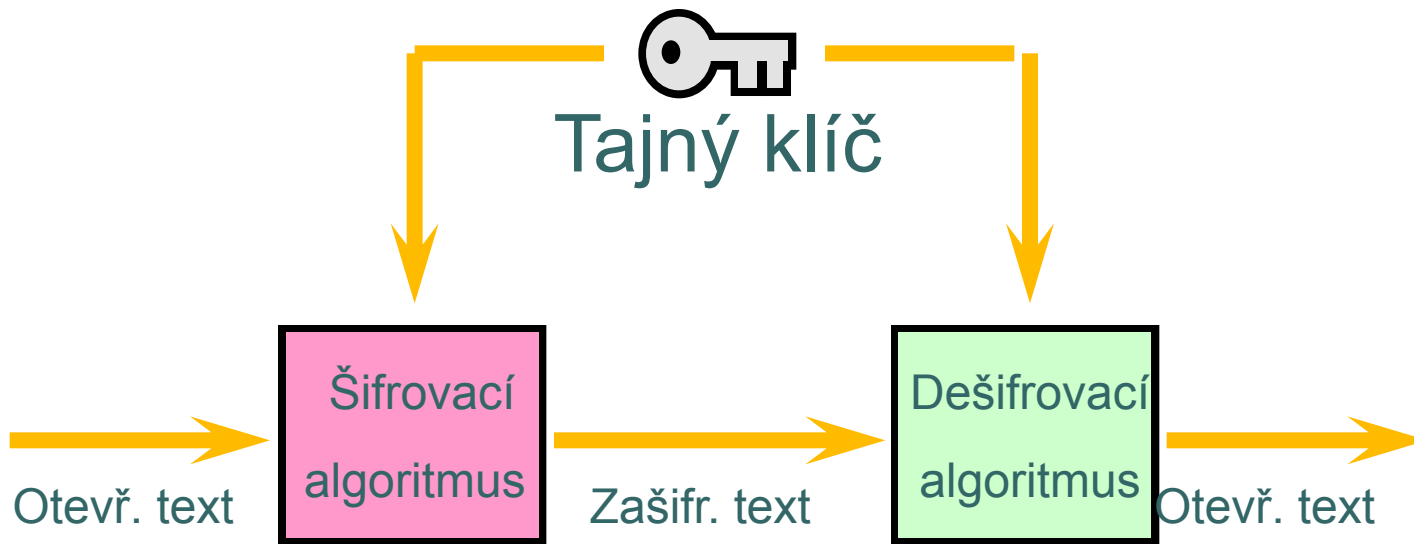 Tajný klíč
Šifrovací
algoritmus
Dešifrovací
algoritmus
Otevř. text
Zašifr. text
Otevř. text